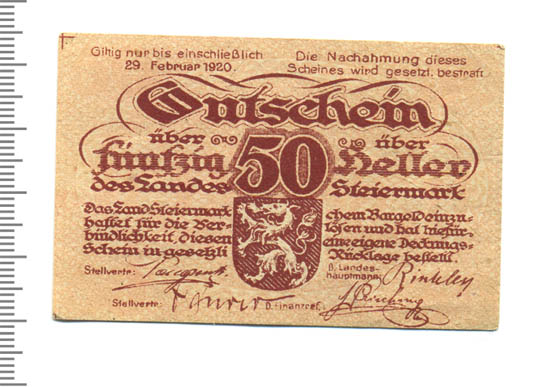 Giltig nur bis einschließlich
29. Februar 1920.
Die Nachahmung dieses
Scheines wird gesetzl. bestraft.
Gutschein
über 50 über
fünfzig Heller
des Landes Steiermark
Das Land Steiermark
haftet für die Ver-
bindlichkeit, diesen
Schein in gesetzli
chem Bargeld einzu-
lösen und hat hiefür
eine eigene Deckungs-
Rücklage bestellt.
Stellvertr:
D. Landes-
hauptmann:
Rintelen
Stellvertr:
D. Finanzref.